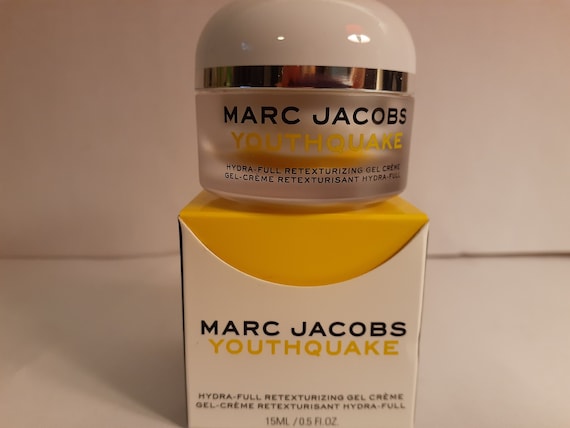 MARC JACOBS
YOUTHQUAKE
HYDRA-FULL RETEXTURIZING GEL CRÈME
GEL-CRÈME RETEXTURISANT HYDRA-FULL
MARC JACOBS
YOUTHQUAKE
HYDRA-FULL RETEXTURIZING GEL CRÈME
GEL-CRÈME RETEXTURISANT HYDRA-FULL
15ML / 0.5 FL.OZ.